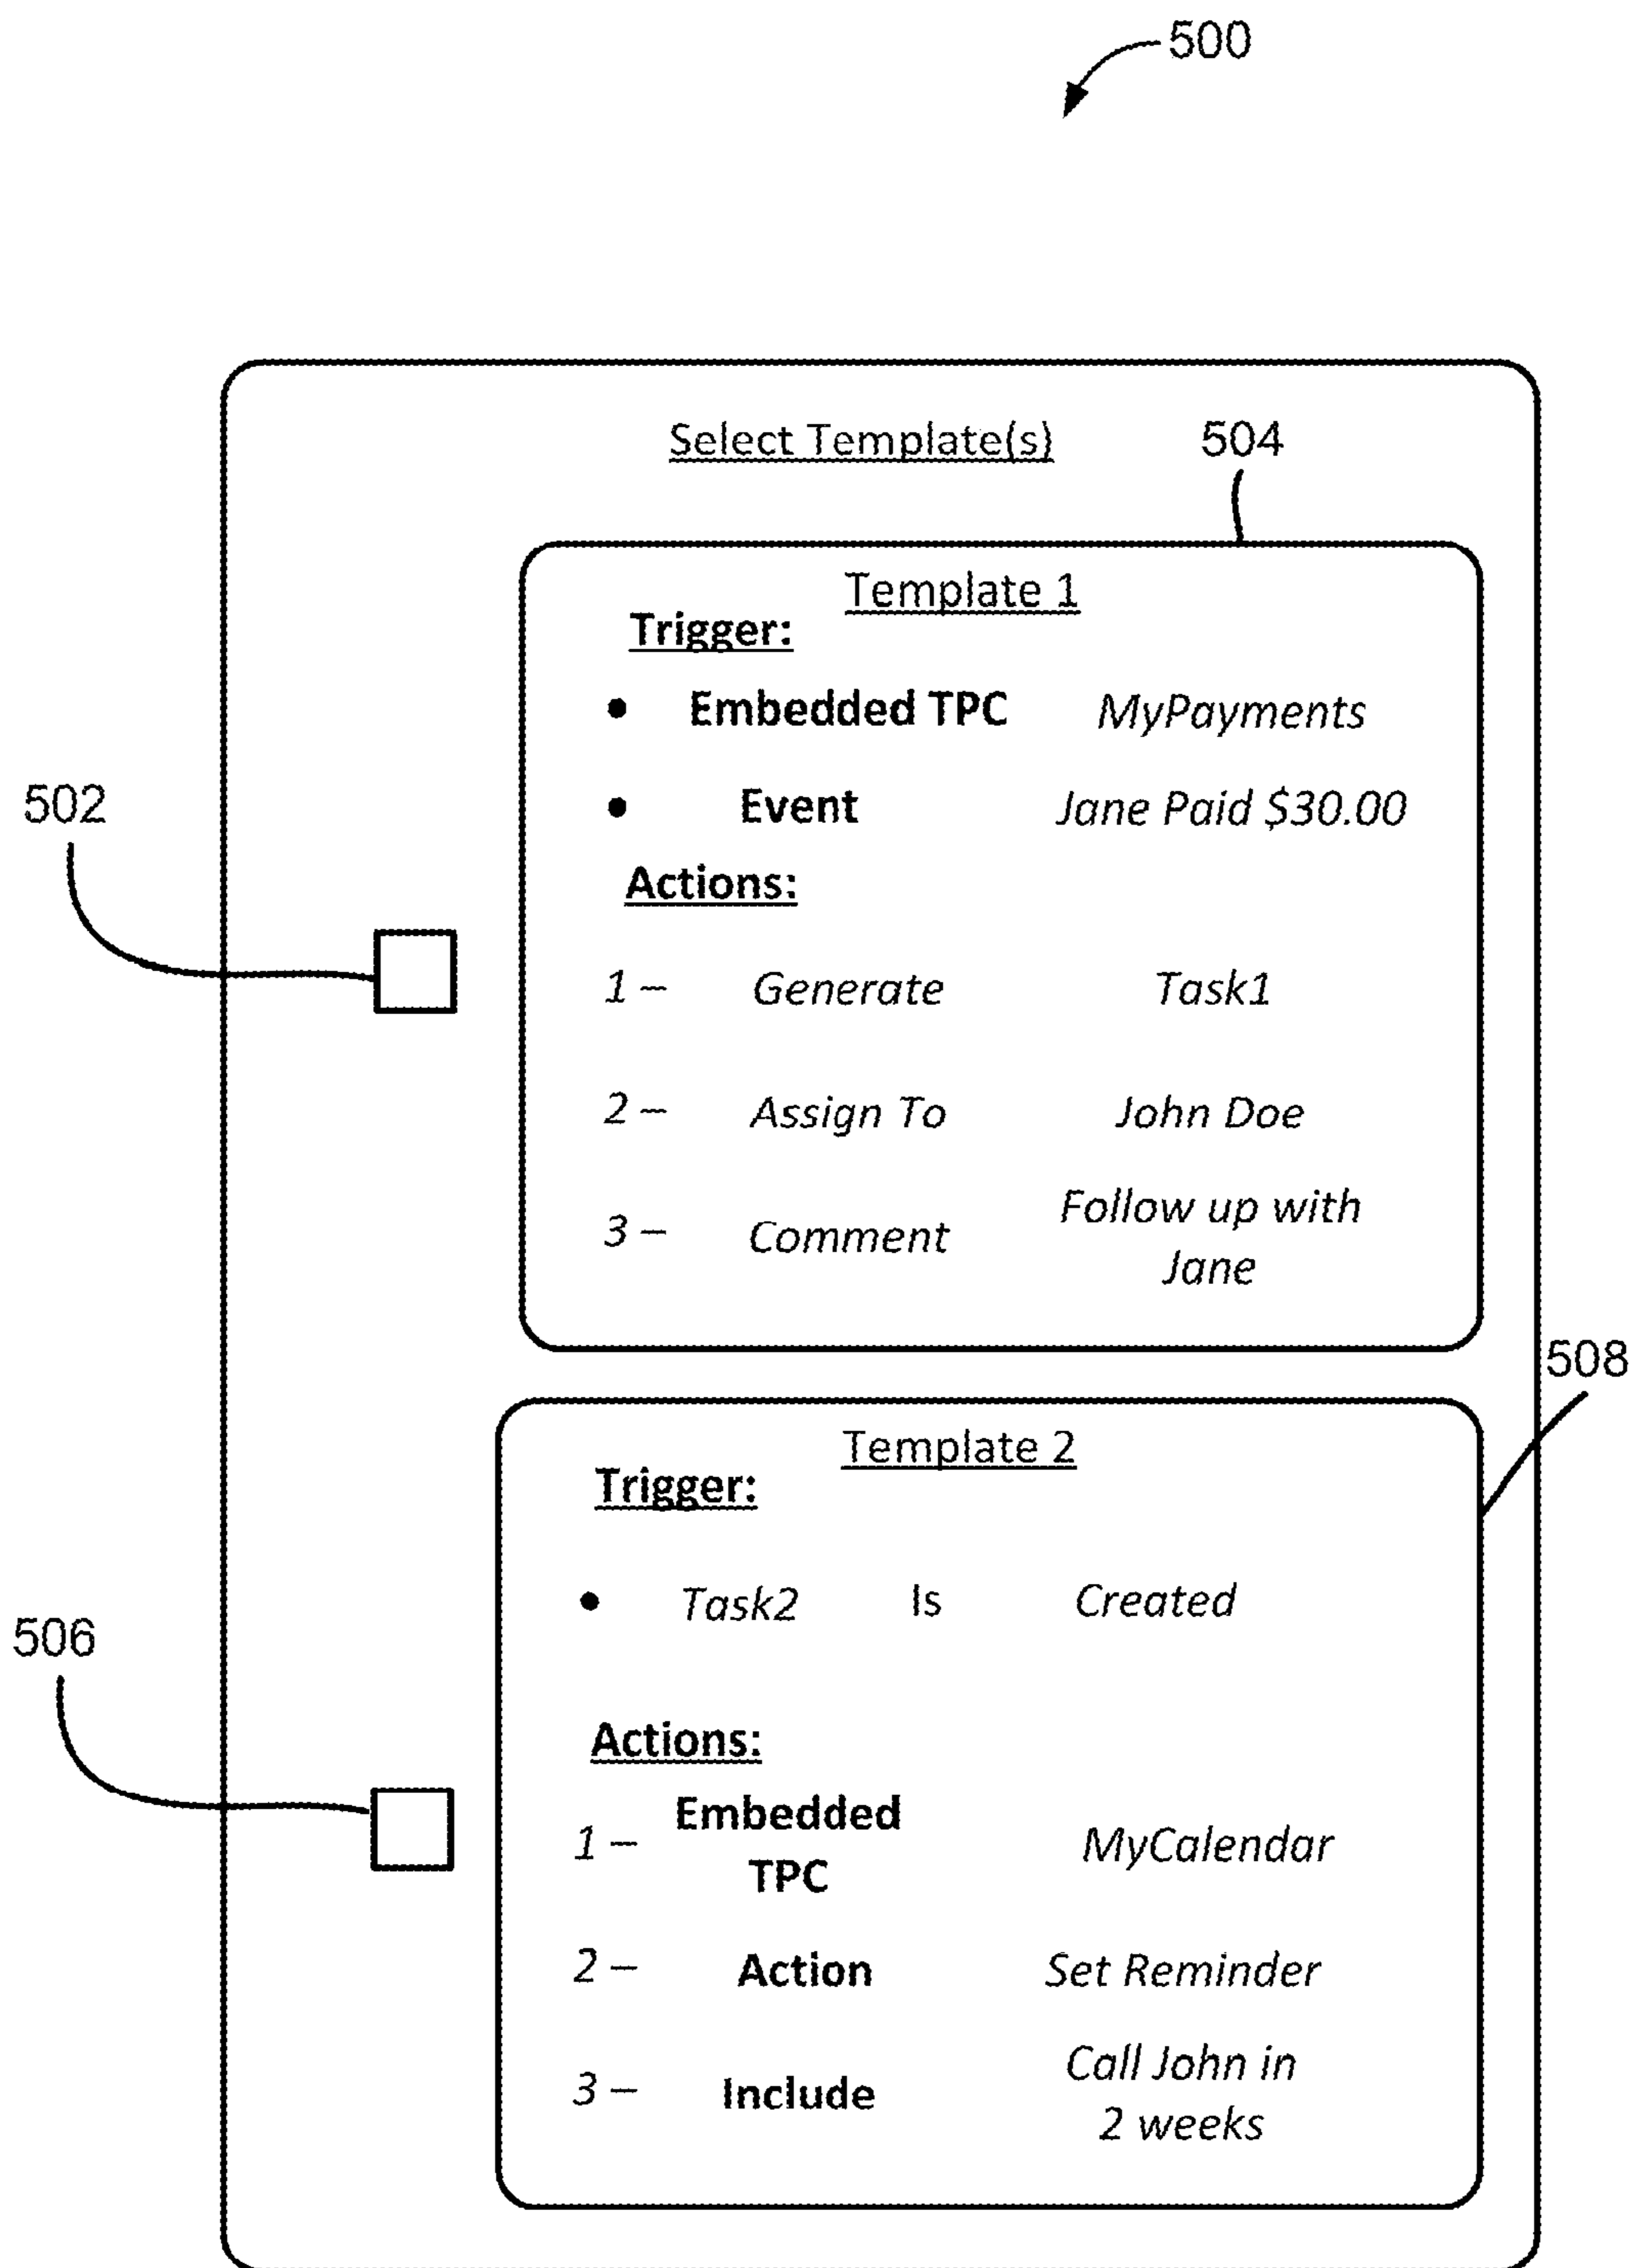 500
Select Template(s)
504
Template 1
Trigger:
• Embedded TPC MyPayments
502
• Event Jane Paid $30.00
Actions:
1 – Generate Task1
2 – Assign To John Doe
3 – Comment Follow up with
Jane
508
Template 2
Trigger:
• Task2 Is Created
506
Actions:
1 – Embedded
TPC MyCalendar
2 – Action Set Reminder
3 – Include Call John in
2 weeks